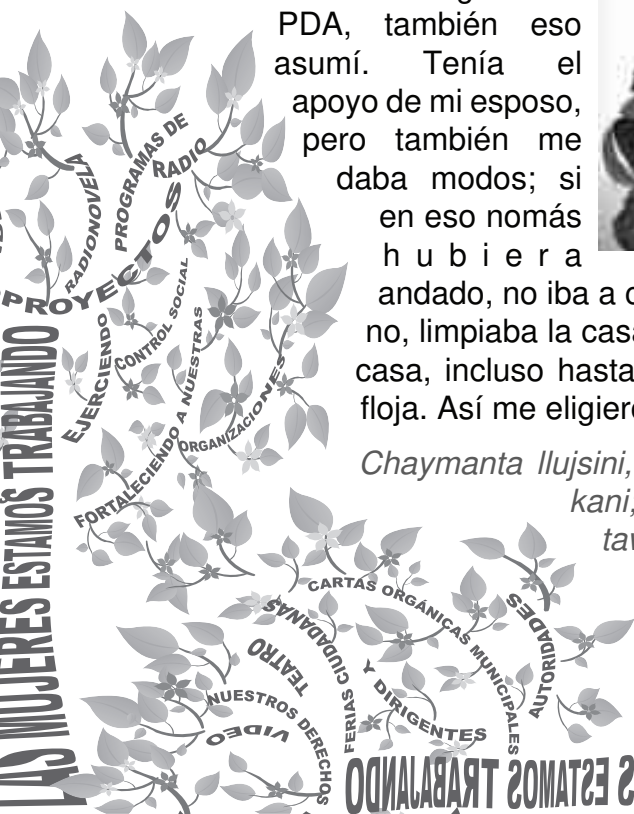 PDA, también eso
asumí. Tenía el
apoyo de mi esposo,
pero también me
daba modos; si
en eso nomás
hubiera
andado, no iba a
no, limpiaba la
casa, incluso hasta
floja. Así me
Chaymanta llujsini,
kani,
PROGRAMAS DE
RADIO
RADIONOVELA
PROYECTOS
EJERCIENDO
CONTROL SOCIAL
FORTALECIENDO A NUESTRAS
ORGANIZACIONES
LAS MUJERES ESTAMOS TRABAJANDO
CARTAS ORGÁNICAS MUNICIPALES
AUTORIDADES
Y DIRIGENTES
FERIAS CIUDADANAS
TEATRO
NUESTROS DERECHOS
VIDEO
ESTAMOS TRABAJANDO